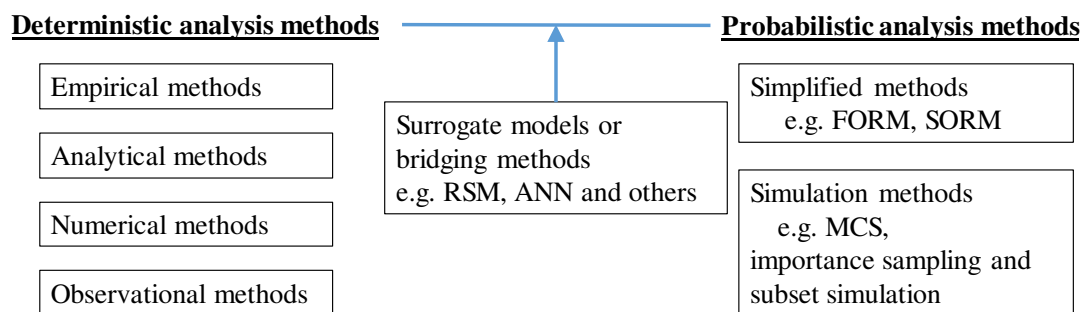 Deterministic analysis methods
Empirical methods
Analytical methods
Numerical methods
Observational methods
Surrogate models or
bridging methods
e.g. RSM, ANN and others
Probabilistic analysis methods
Simplified methods
e.g. FORM, SORM
Simulation methods
e.g. MCS,
importance sampling and
subset simulation